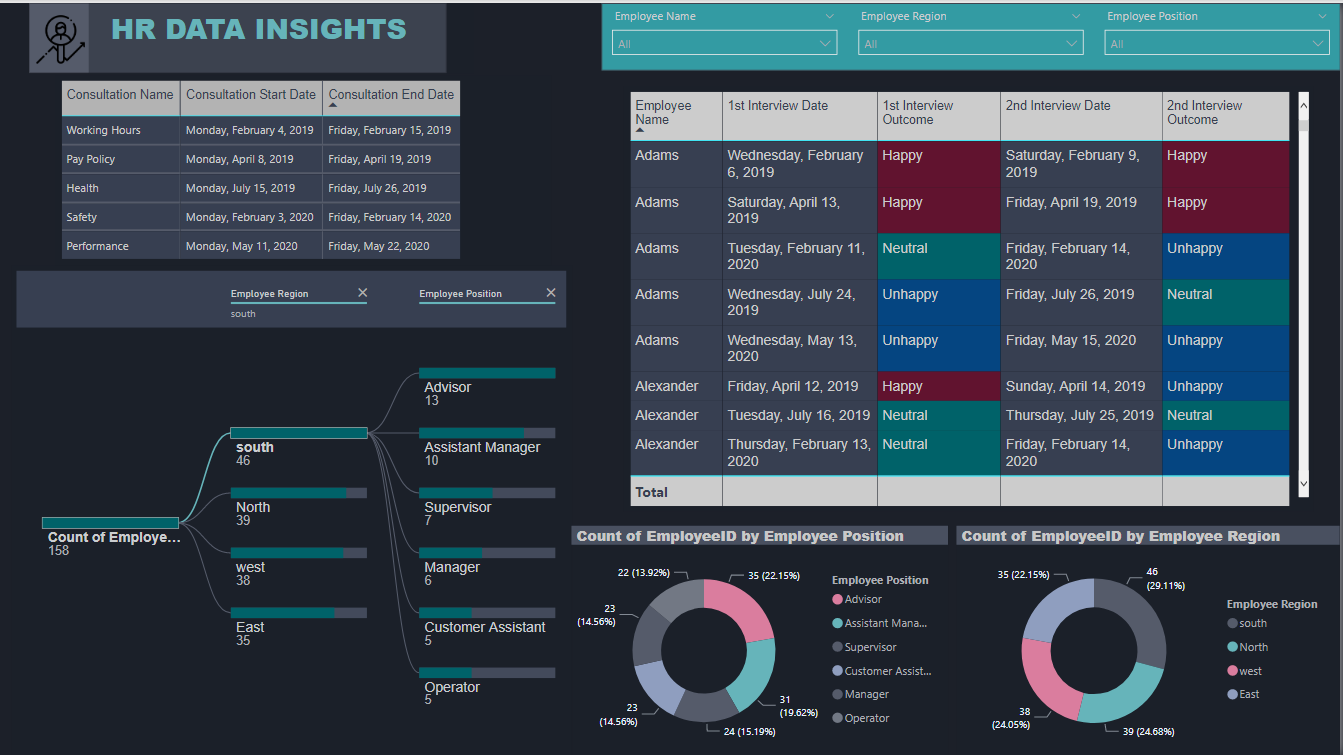 HR DATA INSIGHTS
Employee Name
All
Employee Region
All
Employee Position
All
Consultation Name Consultation Start Date Consultation End Date
Working Hours Monday, February 4, 2019 Friday, February 15, 2019
Pay Policy Monday, April 8, 2019 Friday, April 19, 2019
Health Monday, July 15, 2019 Friday, July 26, 2019
Safety Monday, February 3, 2020 Friday, February 14, 2020
Performance Monday, May 11, 2020 Friday, May 22, 2020
Employee Region
south
Employee Position
Count of Employe...
158
south
46
North
39
west
38
East
35
Advisor
13
Assistant Manager
10
Supervisor
7
Manager
6
Customer Assistant
5
Operator
5
Employee
Name
1st Interview Date
1st Interview
Outcome
2nd Interview Date
2nd Interview
Outcome
Adams
Wednesday, February
6, 2019
Happy
Saturday, February 9,
2019
Happy
Adams
Saturday, April 13,
2019
Happy
Friday, April 19, 2019
Happy
Adams
Tuesday, February 11,
2020
Neutral
Friday, February 14,
2020
Unhappy
Adams
Wednesday, July 24,
2019
Unhappy
Friday, July 26, 2019
Neutral
Adams
Wednesday, May 13,
2020
Unhappy
Friday, May 15, 2020
Unhappy
Alexander Friday, April 12, 2019 Happy Sunday, April 14, 2019 Unhappy
Alexander Tuesday, July 16, 2019 Neutral Thursday, July 25, 2019 Neutral
Alexander
Thursday, February 13,
2020
Neutral
Friday, February 14,
2020
Unhappy
Total
Count of EmployeeID by Employee Position
22 (13.92%)
35 (22.15%)
23
(14.56%)
23
(14.56%)
31
(19.62%)
24 (15.19%)
Employee Position
Advisor
Assistant Mana...
Supervisor
Customer Assist...
Manager
Operator
Count of EmployeeID by Employee Region
35 (22.15%)
46
(29.11%)
38
(24.05%)
39 (24.68%)
Employee Region
south
North
west
East